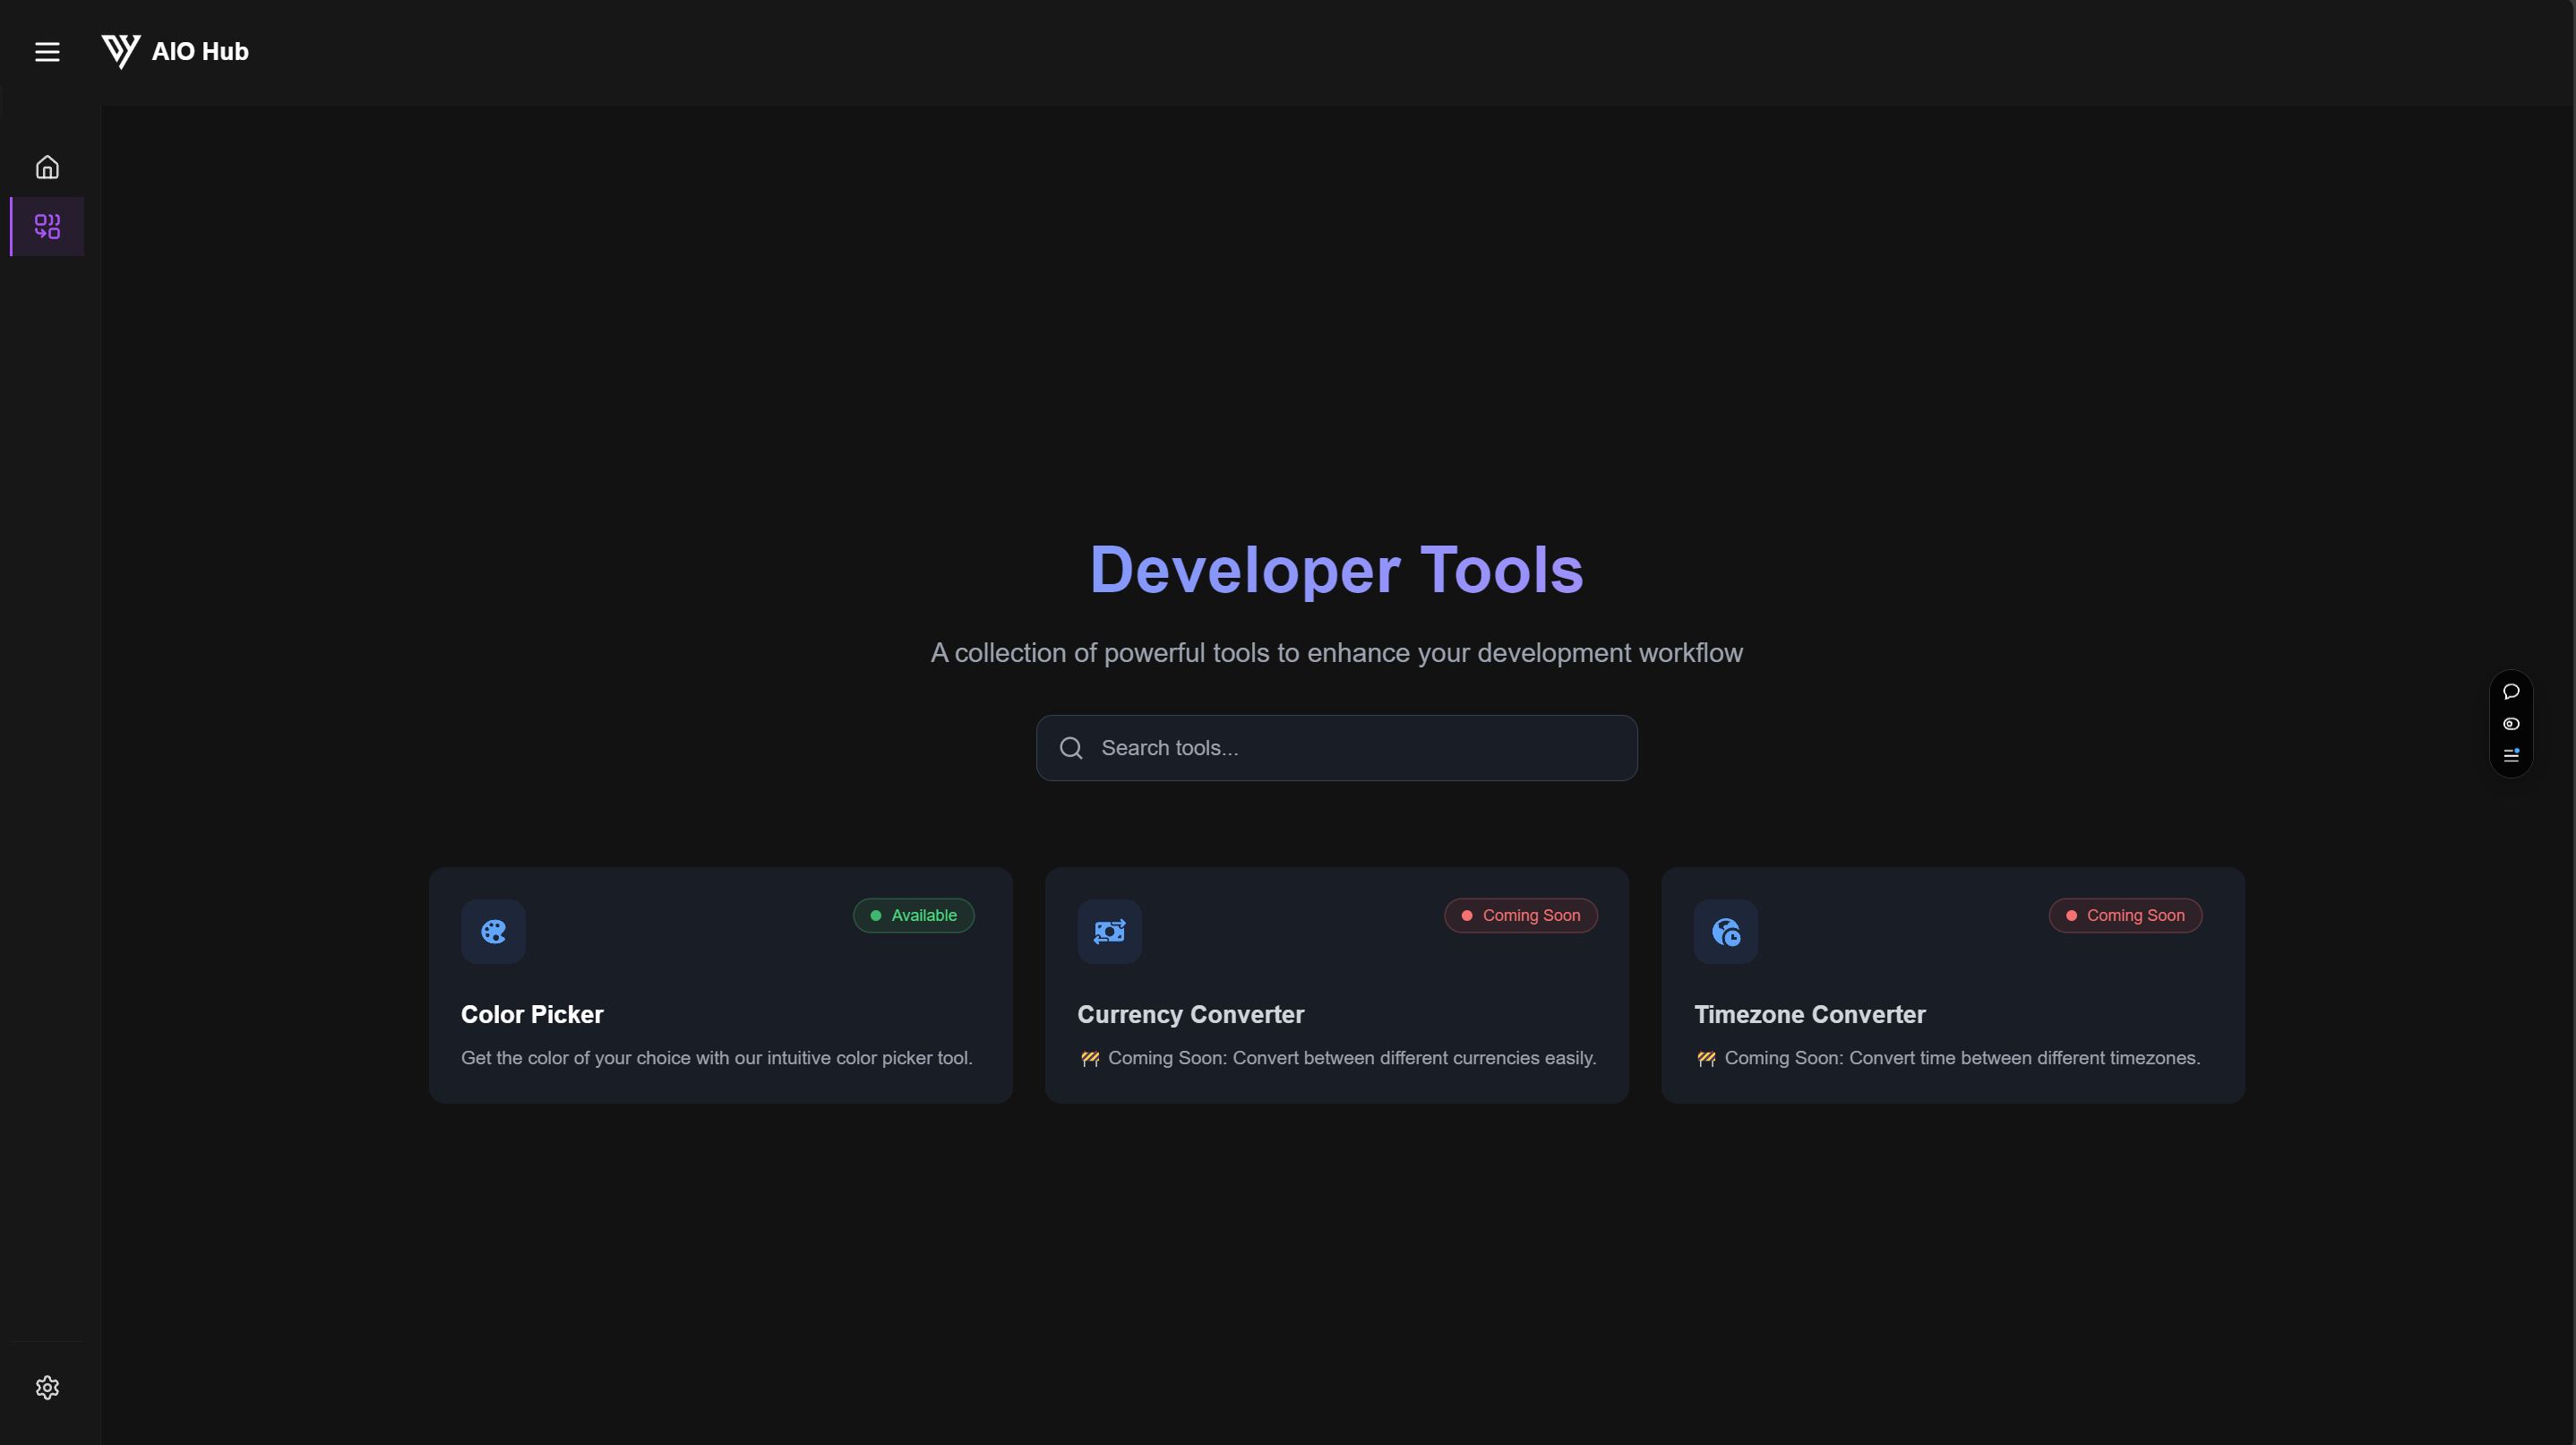 AIO Hub
Developer Tools
A collection of powerful tools to enhance your development workflow
Search tools...
Available
Color Picker
Get the color of your choice with our intuitive color picker tool.
Coming Soon
Currency Converter
🚧 Coming Soon: Convert between different currencies easily.
Coming Soon
Timezone Converter
🚧 Coming Soon: Convert time between different timezones.